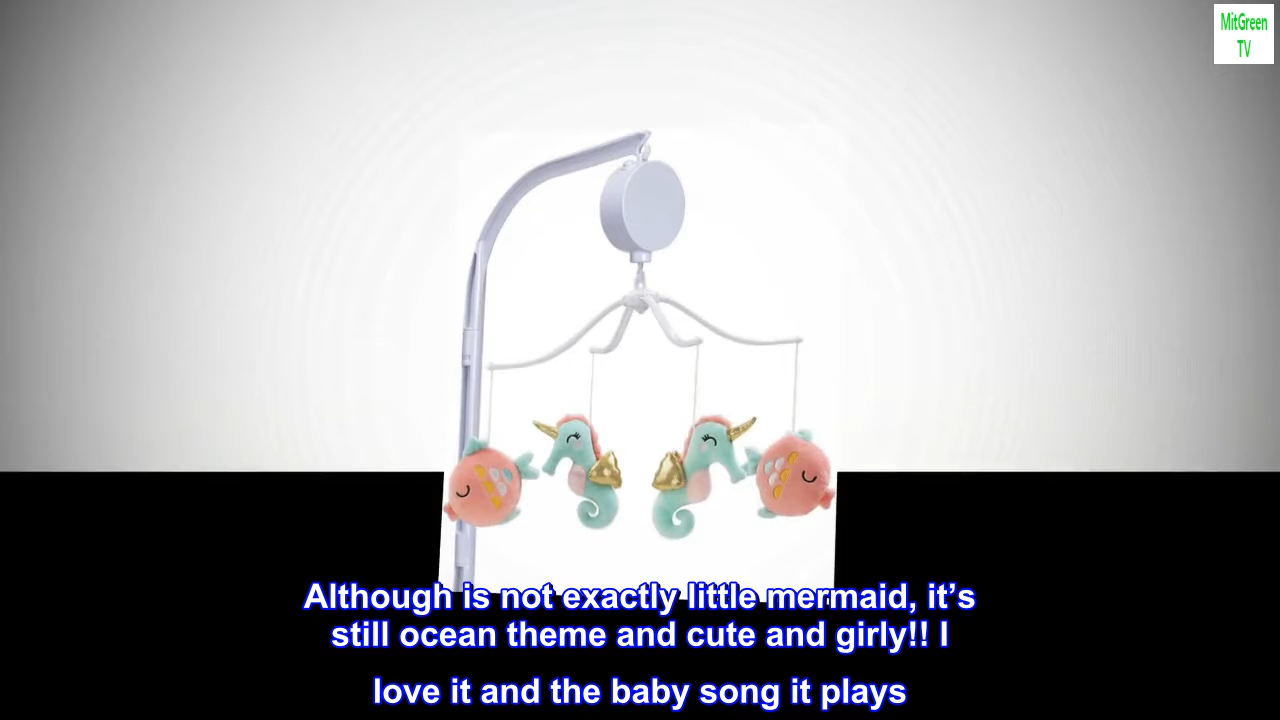 MitGreen
TV
Although is not exactly little mermaid, it’s
still ocean theme and cute and girly!! I
love it and the baby song it plays